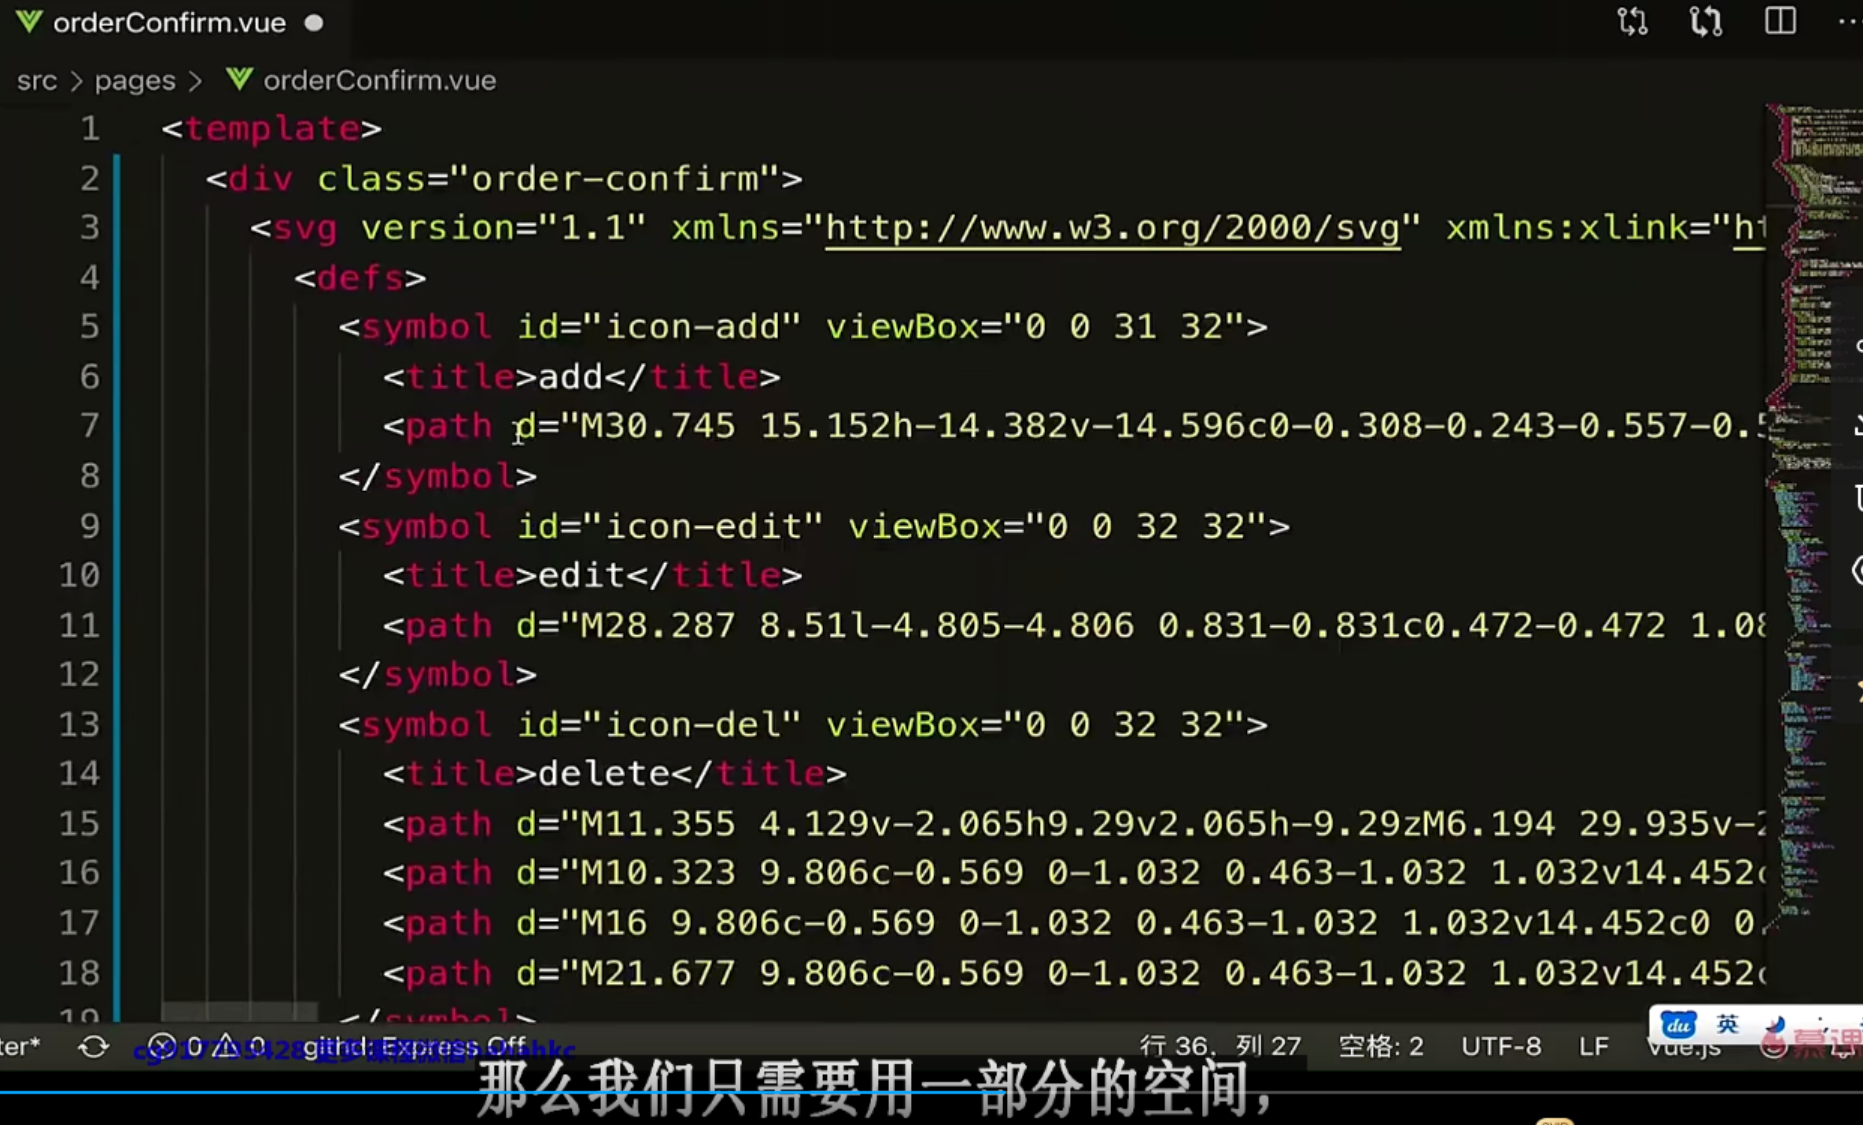 orderConfirm.vue
src > pages > orderConfirm.vue
1 <template>
2 <div class="order-confirm">
3 <svg version="1.1" xmlns="http://www.w3.org/2000/svg" xmlns:xlink="ht
4 <defs>
5 <symbol id="icon-add" viewBox="0 0 31 32">
6 <title>add</title>
7 <path d="M30.745 15.152h-14.382v-14.596c0-0.308-0.243-0.557-0.5
8 </symbol>
9 <symbol id="icon-edit" viewBox="0 0 32 32">
10 <title>edit</title>
11 <path d="M28.287 8.51l-4.805-4.806 0.831-0.831c0.472-0.472 1.08
12 </symbol>
13 <symbol id="icon-del" viewBox="0 0 32 32">
14 <title>delete</title>
15 <path d="M11.355 4.129v-2.065h9.29v2.065h-9.29zM6.194 29.935v-2
16 <path d="M10.323 9.806c-0.569 0-1.032 0.463-1.032 1.032v14.452c
17 <path d="M16 9.806c-0.569 0-1.032 0.463-1.032 1.032v14.452c0 0.
18 <path d="M21.677 9.806c-0.569 0-1.032 0.463-1.032 1.032v14.452c
19 </symbol>
ter* 0 0 Express: Off 行 36, 列 27 空格: 2 UTF-8 LF Vue.js
du 英
慕课
那么我们只需要用一部分的空间,